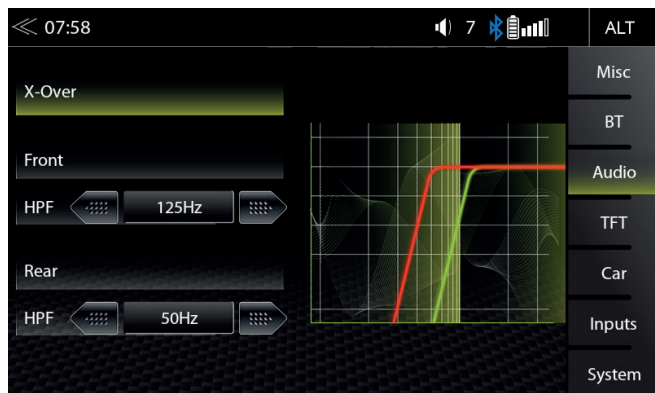 07:58
7
ALT
X-Over
Front
HPF 125Hz
Rear
HPF 50Hz
Misc
BT
Audio
TFT
Car
Inputs
System